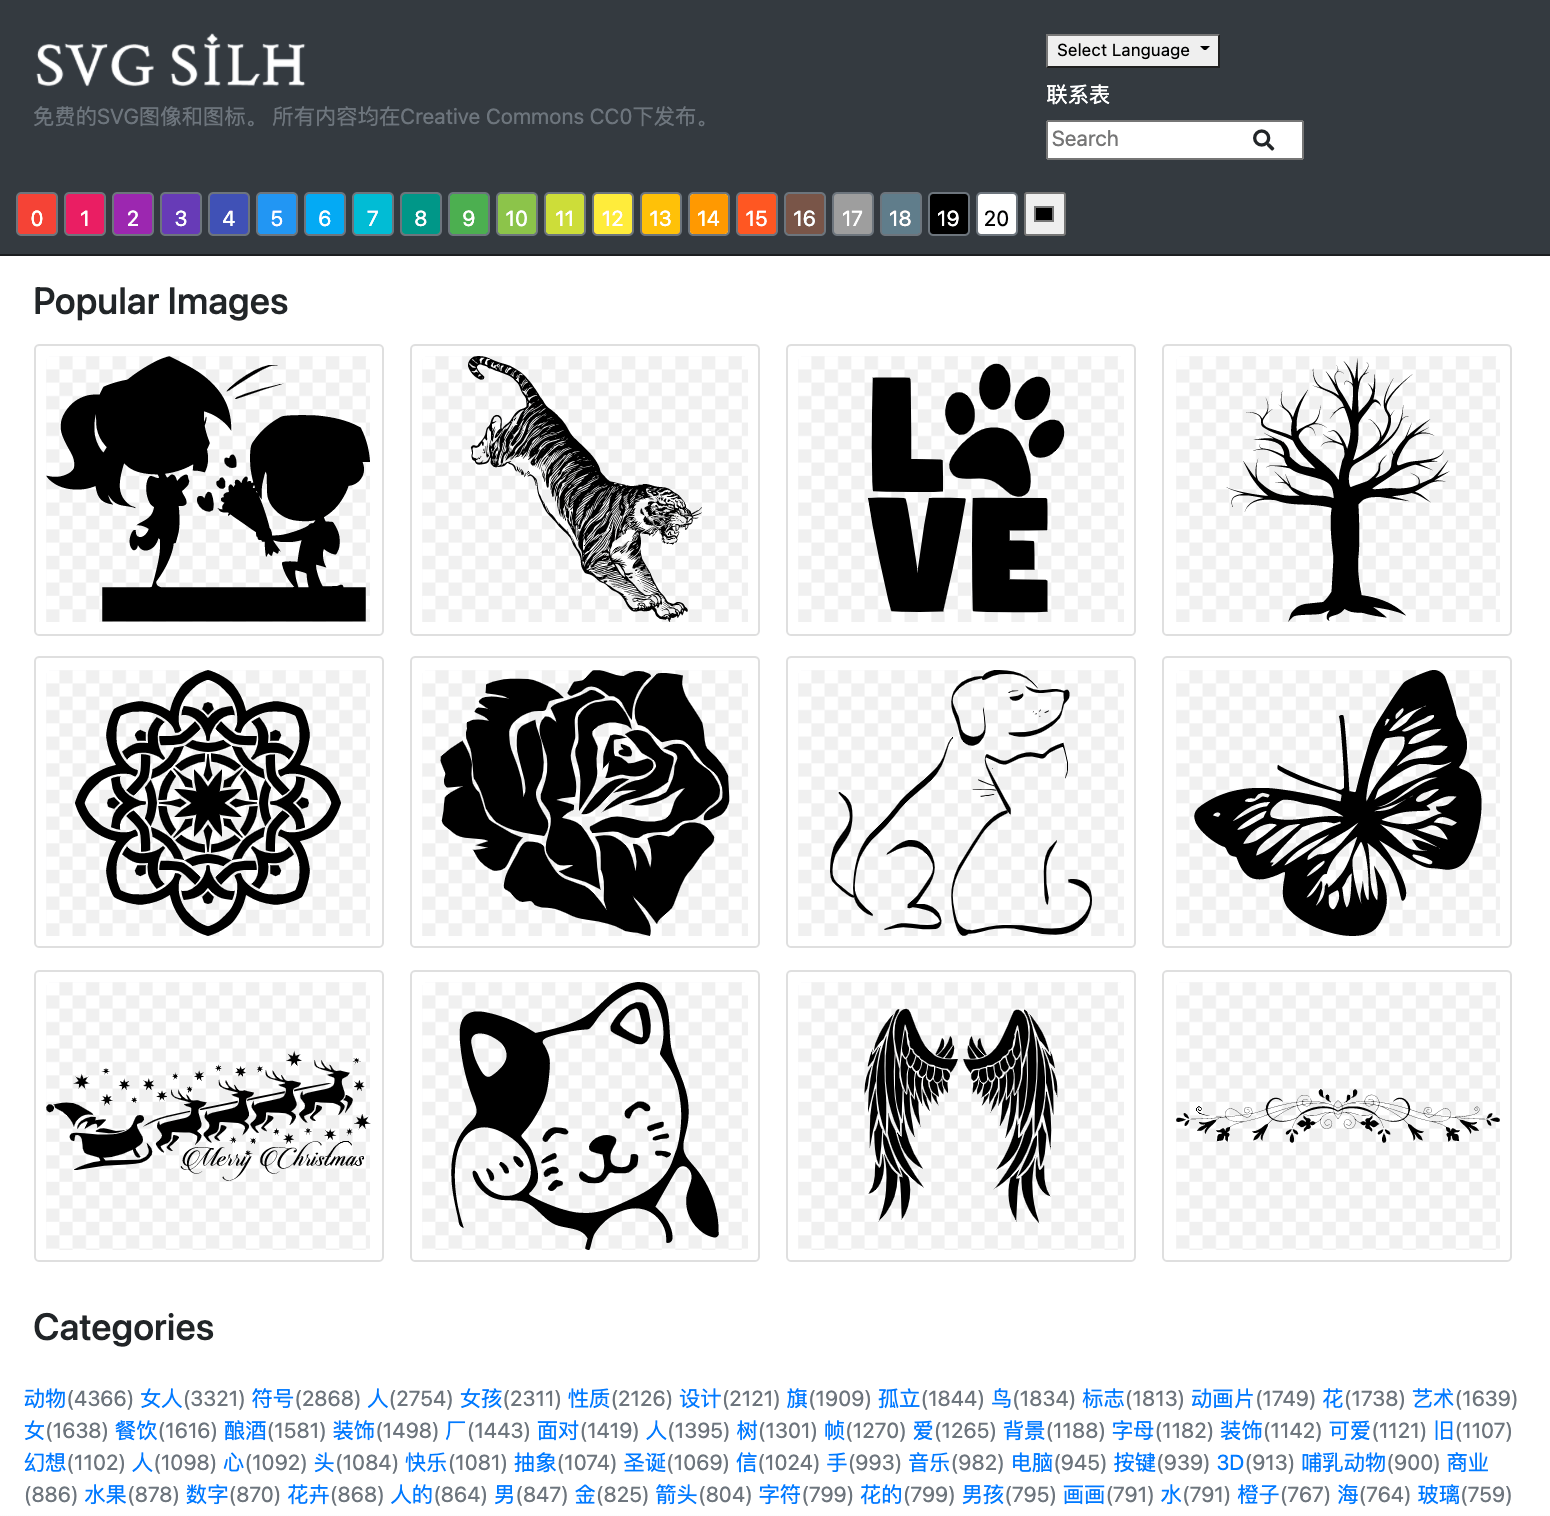 SVG SILH
免费的SVG图像和图标。 所有内容均在Creative Commons CC0下发布。
Select Language
联系表
Search
0 1 2 3 4 5 6 7 8 9 10 11 12 13 14 15 16 17 18 19 20
Popular Images
LOVE
Merry Christmas
Categories
动物(4366) 女人(3321) 符号(2868) 人(2754) 女孩(2311) 性质(2126) 设计(2121) 旗(1909) 孤立(1844) 鸟(1834) 标志(1813) 动画片(1749) 花(1738) 艺术(1639)
女(1638) 餐饮(1616) 酿酒(1581) 装饰(1498) 厂(1443) 面对(1419) 人(1395) 树(1301) 帧(1270) 爱(1265) 背景(1188) 字母(1182) 装饰(1142) 可爱(1121) 旧(1107)
幻想(1102) 人(1098) 心(1092) 头(1084) 快乐(1081) 抽象(1074) 圣诞(1069) 信(1024) 手(993) 音乐(982) 电脑(945) 按键(939) 3D(913) 哺乳动物(900) 商业
(886) 水果(878) 数字(870) 花卉(868) 人的(864) 男(847) 金(825) 箭头(804) 字符(799) 花的(799) 男孩(795) 画画(791) 水(791) 橙子(767) 海(764) 玻璃(759)